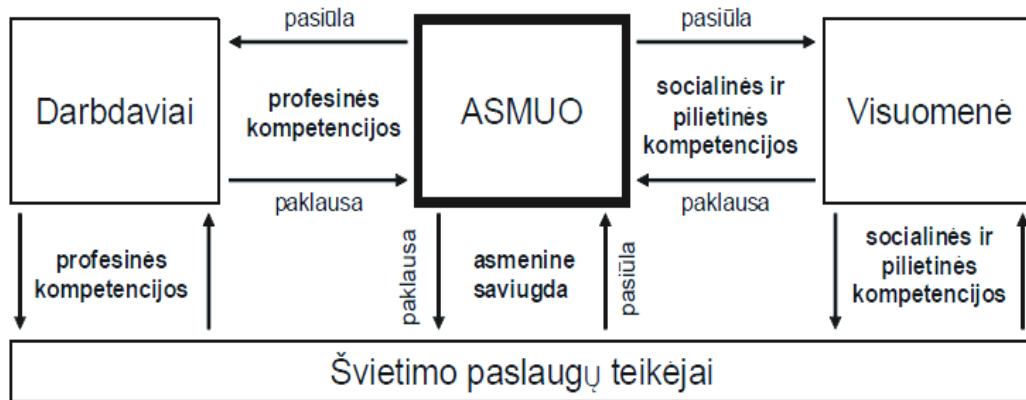 pasiūla
pasiūla
Darbdaviai
profesinės
kompetencijos
ASMUO
socialinės ir
pilietinės
kompetencijos
Visuomenė
paklausa
paklausa
profesinės
kompetencijos
paklausa
asmenine
saviugda
pasiūla
socialinės ir
pilietinės
kompetencijos
Švietimo paslaugų teikėjai